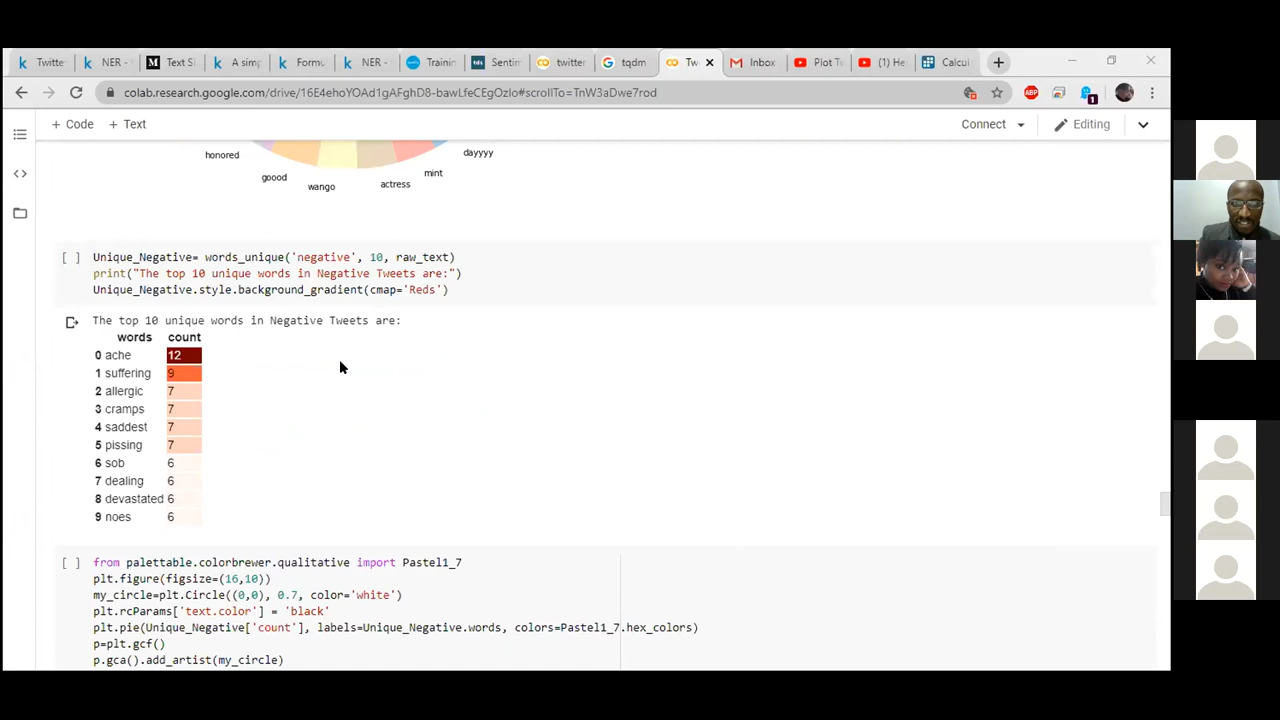 Twitte
NER -
Text S
A simp
Formu
NER -
Trainin
Sentin
twitter
tqdm
Tw
Inbox
Plot T
(1) He
Calcul
colab.research.google.com/drive/16E4ehoYOAd1gAFghD8-bawLfeCEgOzlo#scrollTo=TnW3aDwe7rod
ABP
1
+ Code + Text
Connect
Editing
honored
goood
wango
actress
mint
dayyyy
[ ] Unique_Negative= words_unique('negative', 10, raw_text)
print("The top 10 unique words in Negative Tweets are:")
Unique_Negative.style.background_gradient(cmap='Reds')
The top 10 unique words in Negative Tweets are:
words count
0 ache 12
1 suffering 9
2 allergic 7
3 cramps 7
4 saddest 7
5 pissing 7
6 sob 6
7 dealing 6
8 devastated 6
9 noes 6
[ ] from palettable.colorbrewer.qualitative import Pastel1_7
plt.figure(figsize=(16,10))
my_circle=plt.Circle((0,0), 0.7, color='white')
plt.rcParams['text.color'] = 'black'
plt.pie(Unique_Negative['count'], labels=Unique_Negative.words, colors=Pastel1_7.hex_colors)
p=plt.gcf()
p.gca().add_artist(my_circle)